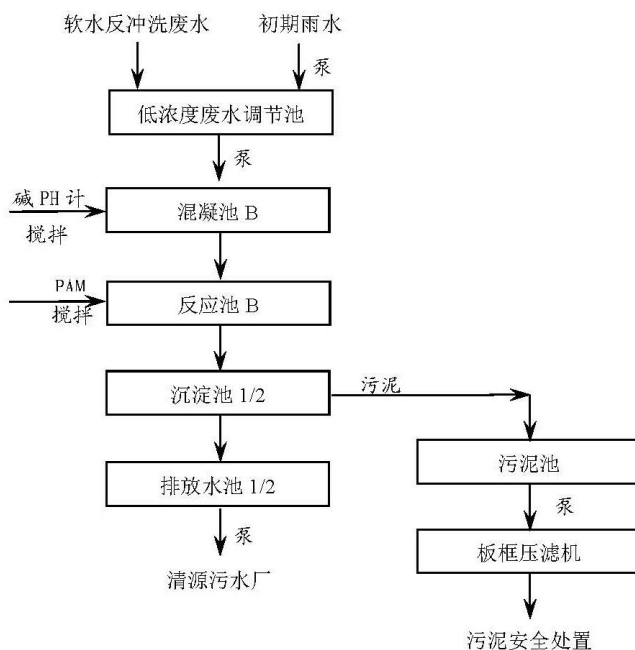 软水反冲洗废水
初期雨水
泵
低浓度废水调节池
泵
碱 PH 计
搅拌
混凝池 B
PAM
搅拌
反应池 B
沉淀池 1/2
污泥
排放水池 1/2
污泥池
泵
泵
清源污水厂
板框压滤机
污泥安全处置